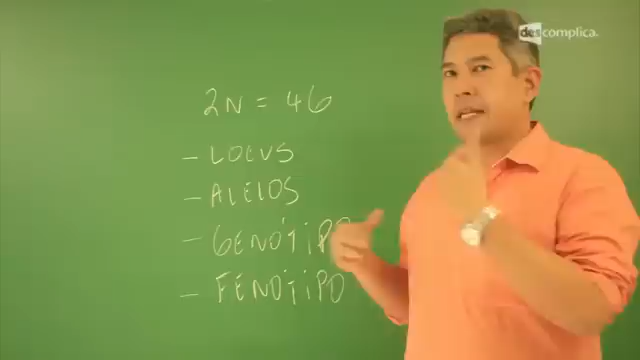 descomplica.
2N = 46
- LOCUS
- ALELOS
- GENÓTIPO
- FENÓTIPO